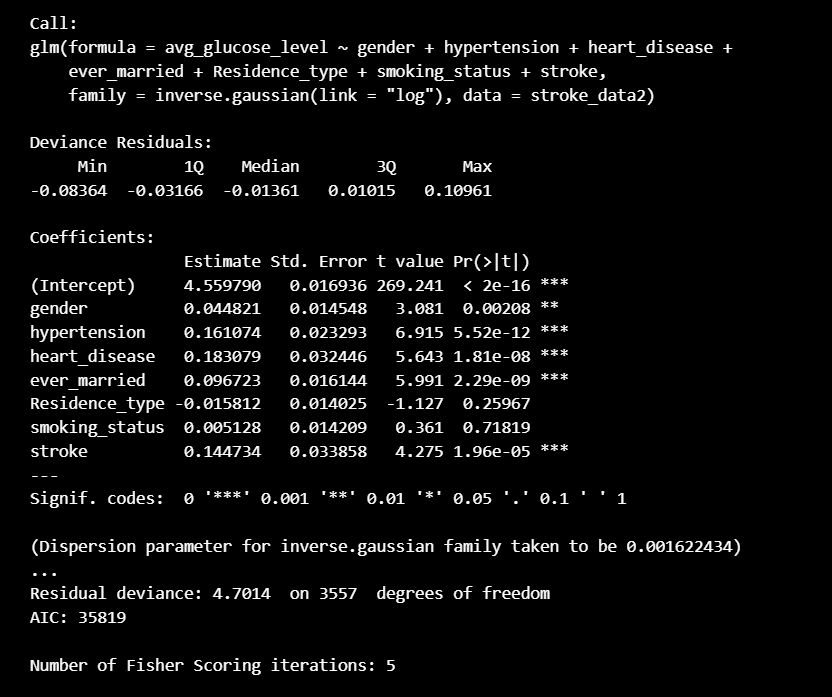 Call:
glm(formula = avg_glucose_level ~ gender + hypertension + heart_disease +
    ever_married + Residence_type + smoking_status + stroke,
    family = inverse.gaussian(link = "log"), data = stroke_data2)
Deviance Residuals:
     Min        1Q    Median        3Q       Max
-0.08364  -0.03166  -0.01361   0.01015   0.10961
Coefficients:
                Estimate Std. Error t value Pr(>|t|)
(Intercept)     4.559790   0.016936 269.241  < 2e-16 ***
gender          0.044821   0.014548   3.081  0.00208 **
hypertension    0.161074   0.023293   6.915 5.52e-12 ***
heart_disease   0.183079   0.032446   5.643 1.81e-08 ***
ever_married    0.096723   0.016144   5.991 2.29e-09 ***
Residence_type -0.015812   0.014025  -1.127  0.25967
smoking_status  0.005128   0.014209   0.361  0.71819
stroke          0.144734   0.033858   4.275 1.96e-05 ***
---
Signif. codes:  0 '***' 0.001 '**' 0.01 '*' 0.05 '.' 0.1 ' ' 1
(Dispersion parameter for inverse.gaussian family taken to be 0.001622434)
...
Residual deviance: 4.7014  on 3557  degrees of freedom
AIC: 35819
Number of Fisher Scoring iterations: 5